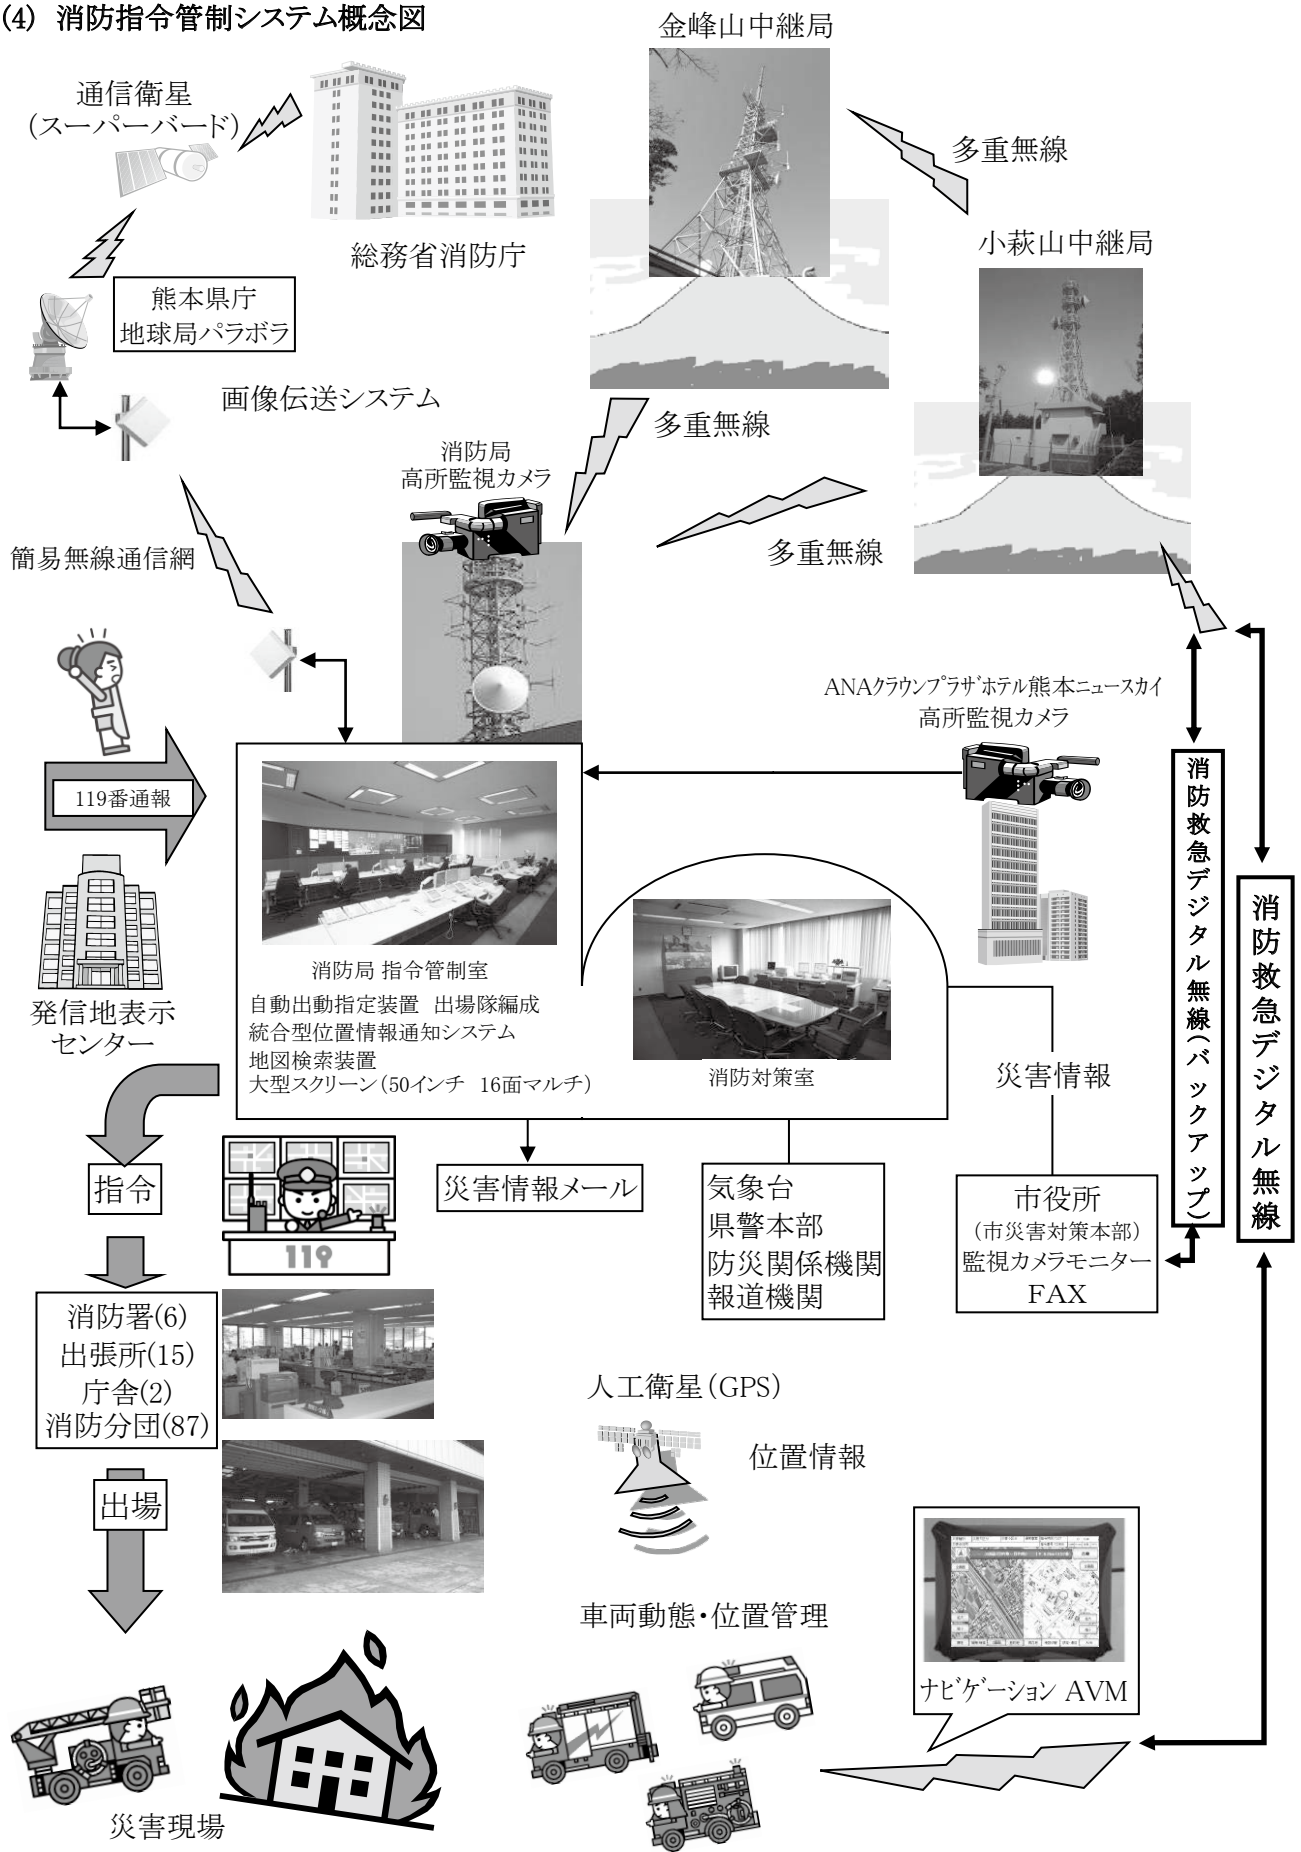 (4) 消防指令管制システム概念図
金峰山中継局
通信衛星
(スーパーバード)
多重無線
小萩山中継局
総務省消防庁
熊本県庁
地球局パラボラ
画像伝送システム
多重無線
消防局
高所監視カメラ
簡易無線通信網
多重無線
ANAクラウンプラザホテル熊本ニュースカイ
高所監視カメラ
119番通報
消防救急デジタル無線(バックアップ)
消防救急デジタル無線
消防局 指令管制室
自動出動指定装置 出場隊編成
統合型位置情報通知システム
地図検索装置
大型スクリーン(50インチ 16面マルチ)
消防対策室
発信地表示
センター
災害情報
指令
災害情報メール
気象台
県警本部
防災関係機関
報道機関
市役所
(市災害対策本部)
監視カメラモニター
FAX
119
消防署(6)
出張所(15)
庁舎(2)
消防分団(87)
人工衛星(GPS)
位置情報
出場
車両動態・位置管理
ナビゲーション AVM
災害現場